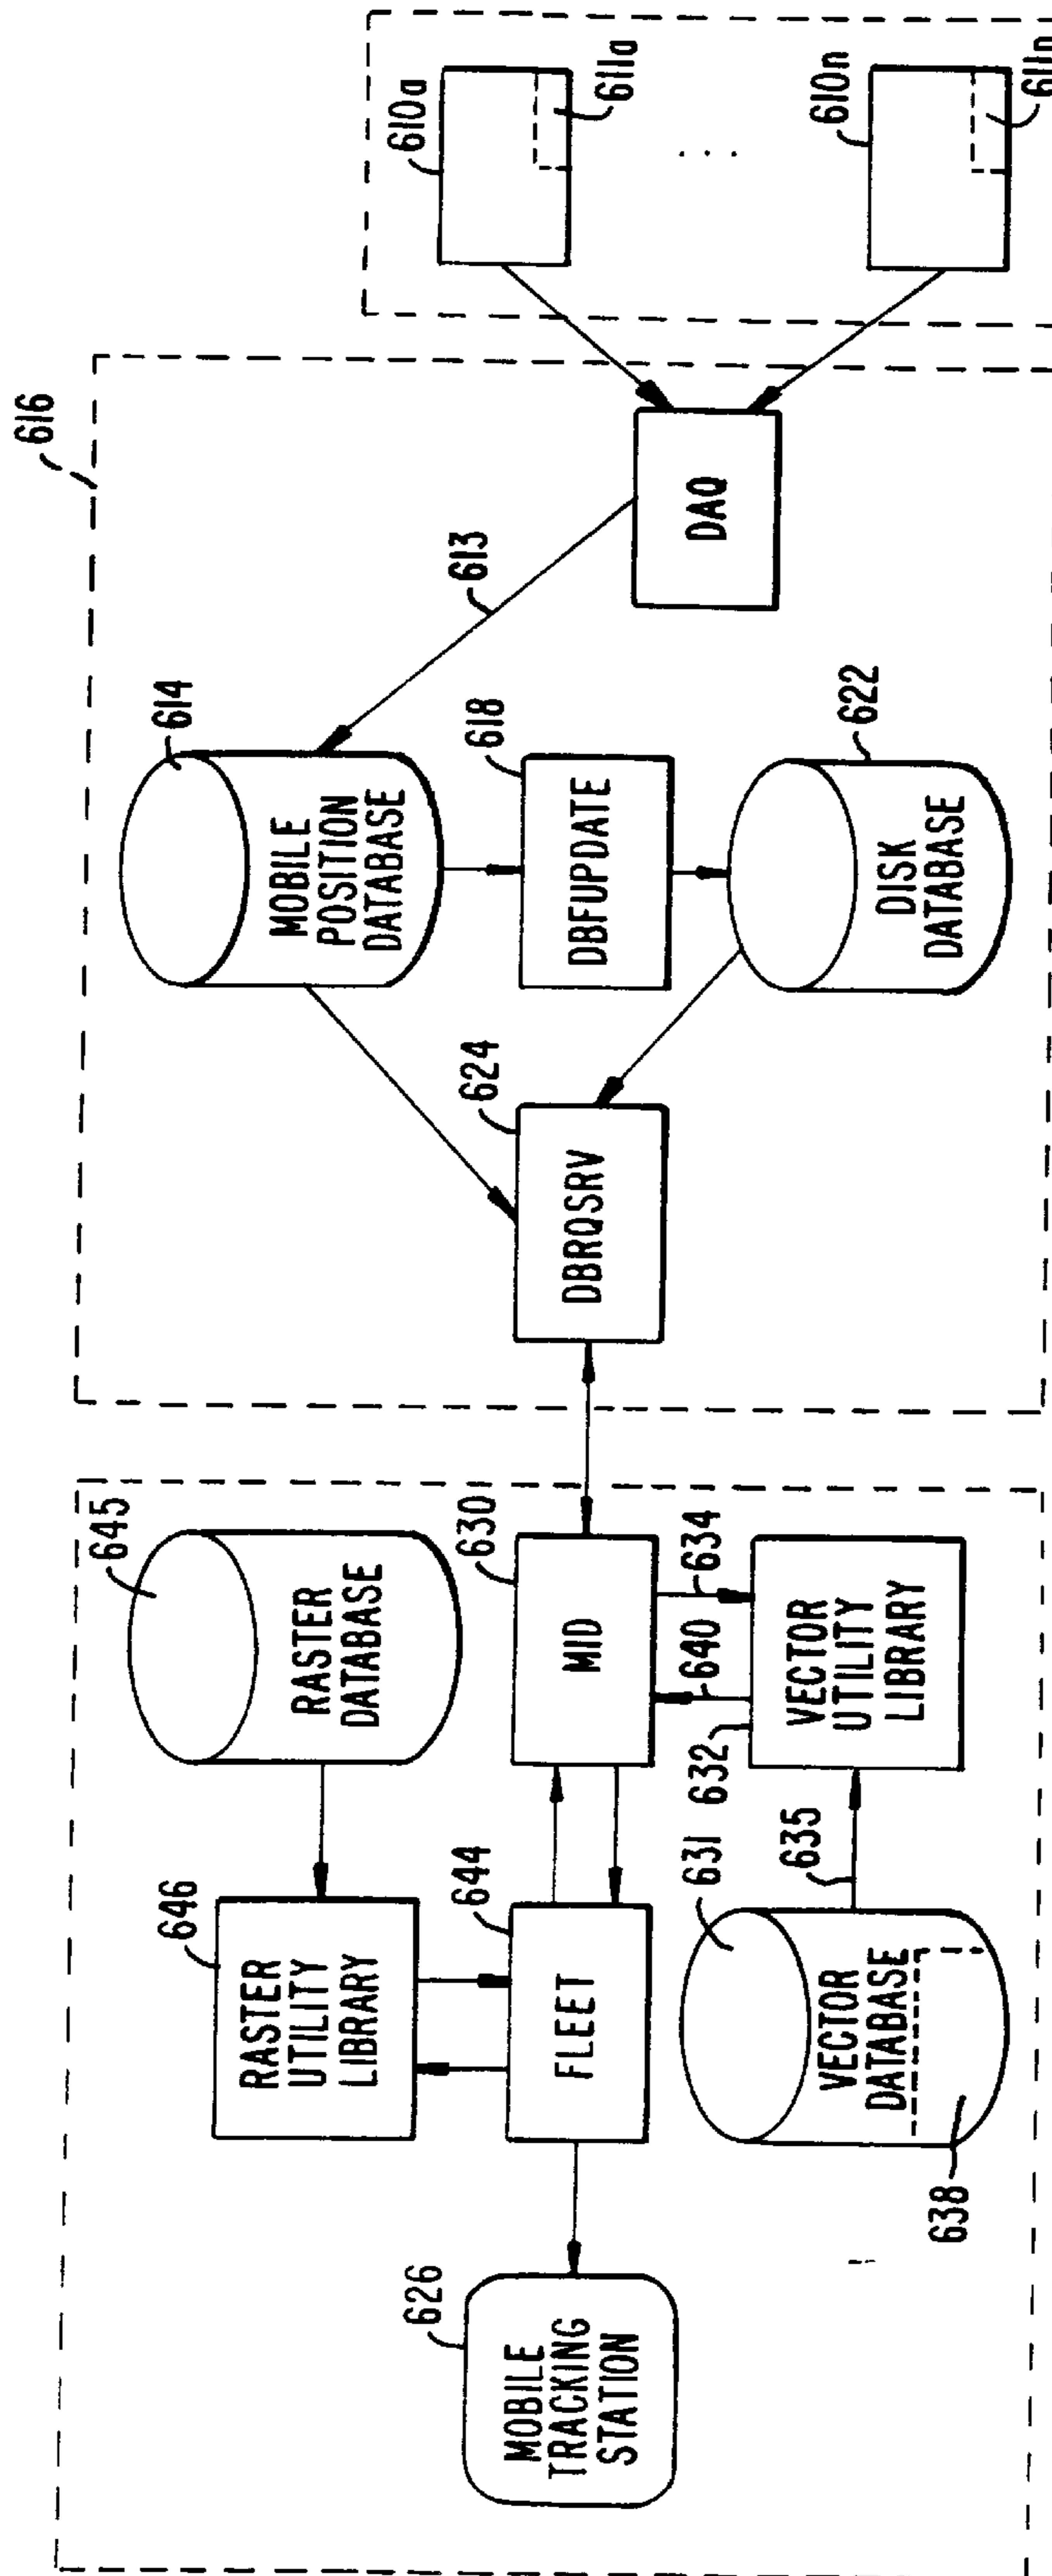 616
610a
611a
. . .
610n
611n
DAQ
613
614
MOBILE
POSITION
DATABASE
618
DBFUPDATE
622
DISK
DATABASE
624
DBRQSRV
645
RASTER
DATABASE
630
MID
634
640
632
VECTOR
UTILITY
LIBRARY
646
RASTER
UTILITY
LIBRARY
644
FLEET
631
635
VECTOR
DATABASE
638
626
MOBILE
TRACKING
STATION